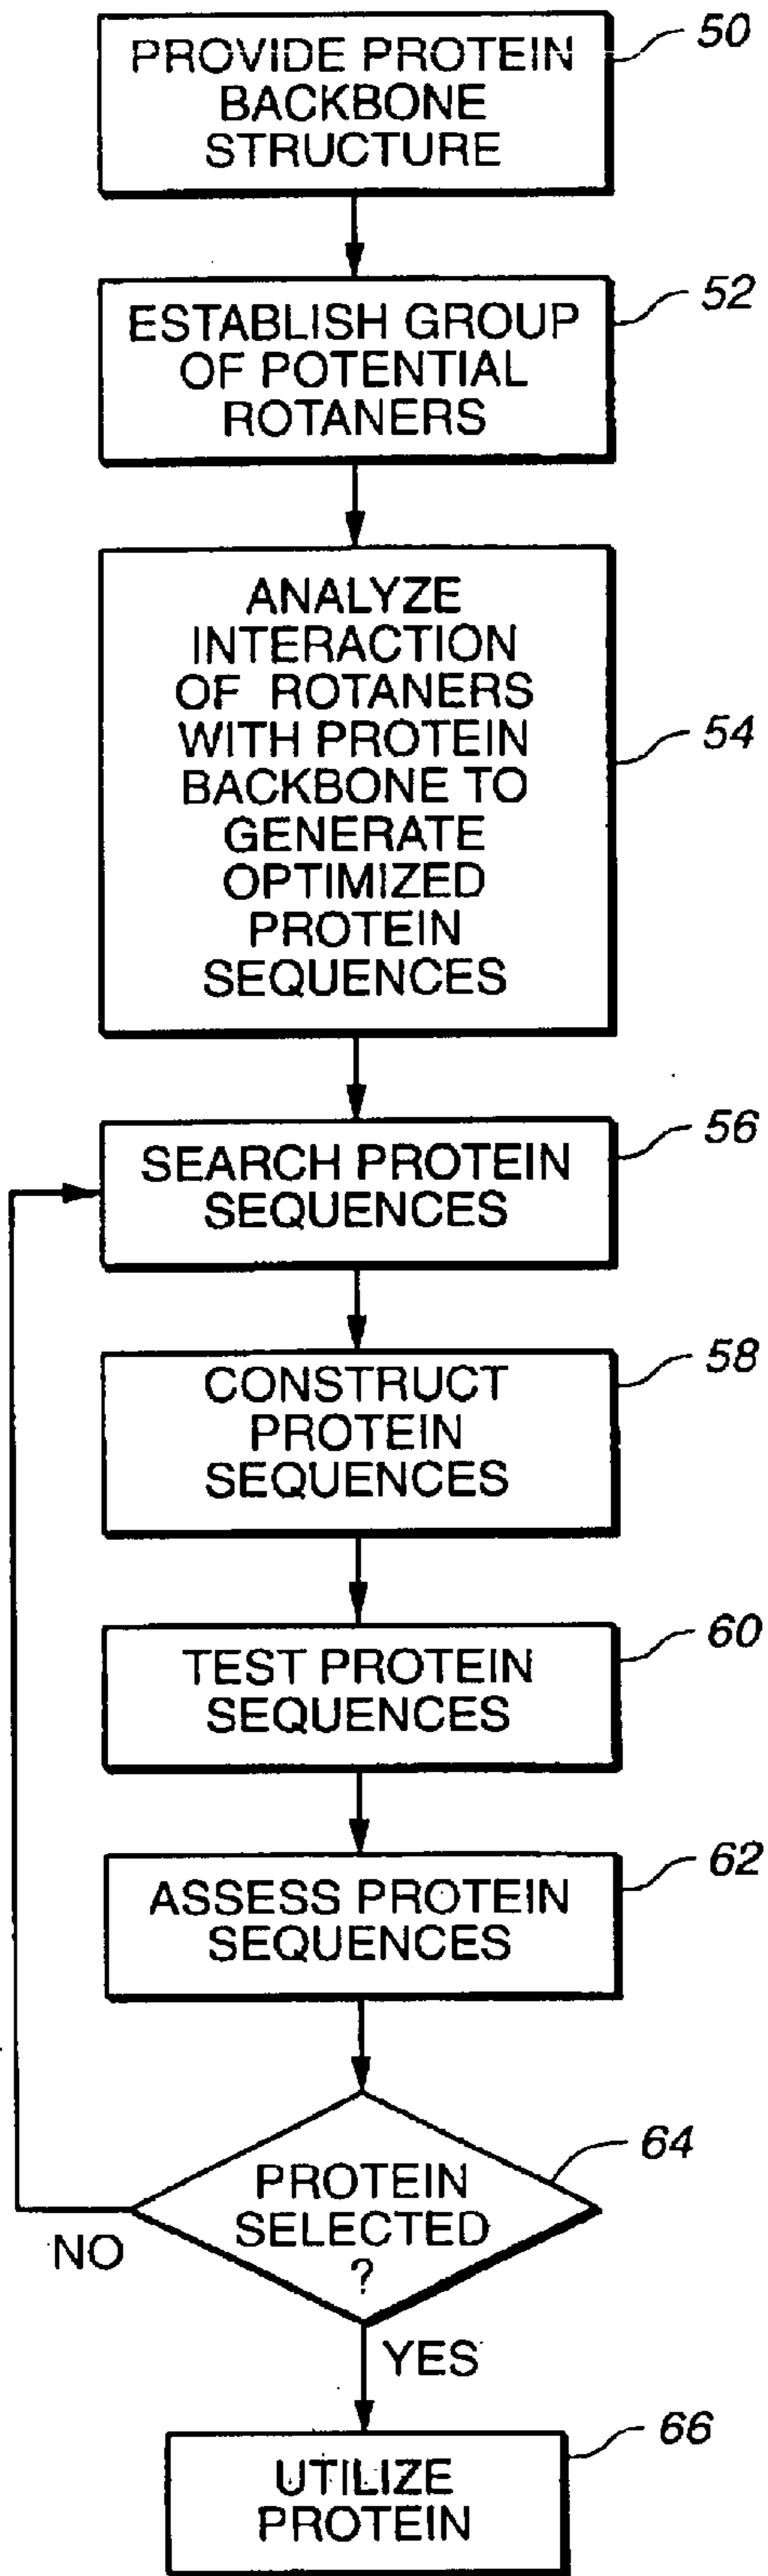 PROVIDE PROTEIN
BACKBONE
STRUCTURE
50
ESTABLISH GROUP
OF POTENTIAL
ROTANERS
52
ANALYZE
INTERACTION
OF ROTANERS
WITH PROTEIN
BACKBONE TO
GENERATE
OPTIMIZED
PROTEIN
SEQUENCES
54
SEARCH PROTEIN
SEQUENCES
56
CONSTRUCT
PROTEIN
SEQUENCES
58
TEST PROTEIN
SEQUENCES
60
ASSESS PROTEIN
SEQUENCES
62
PROTEIN
SELECTED
?
64
NO
YES
UTILIZE
PROTEIN
66